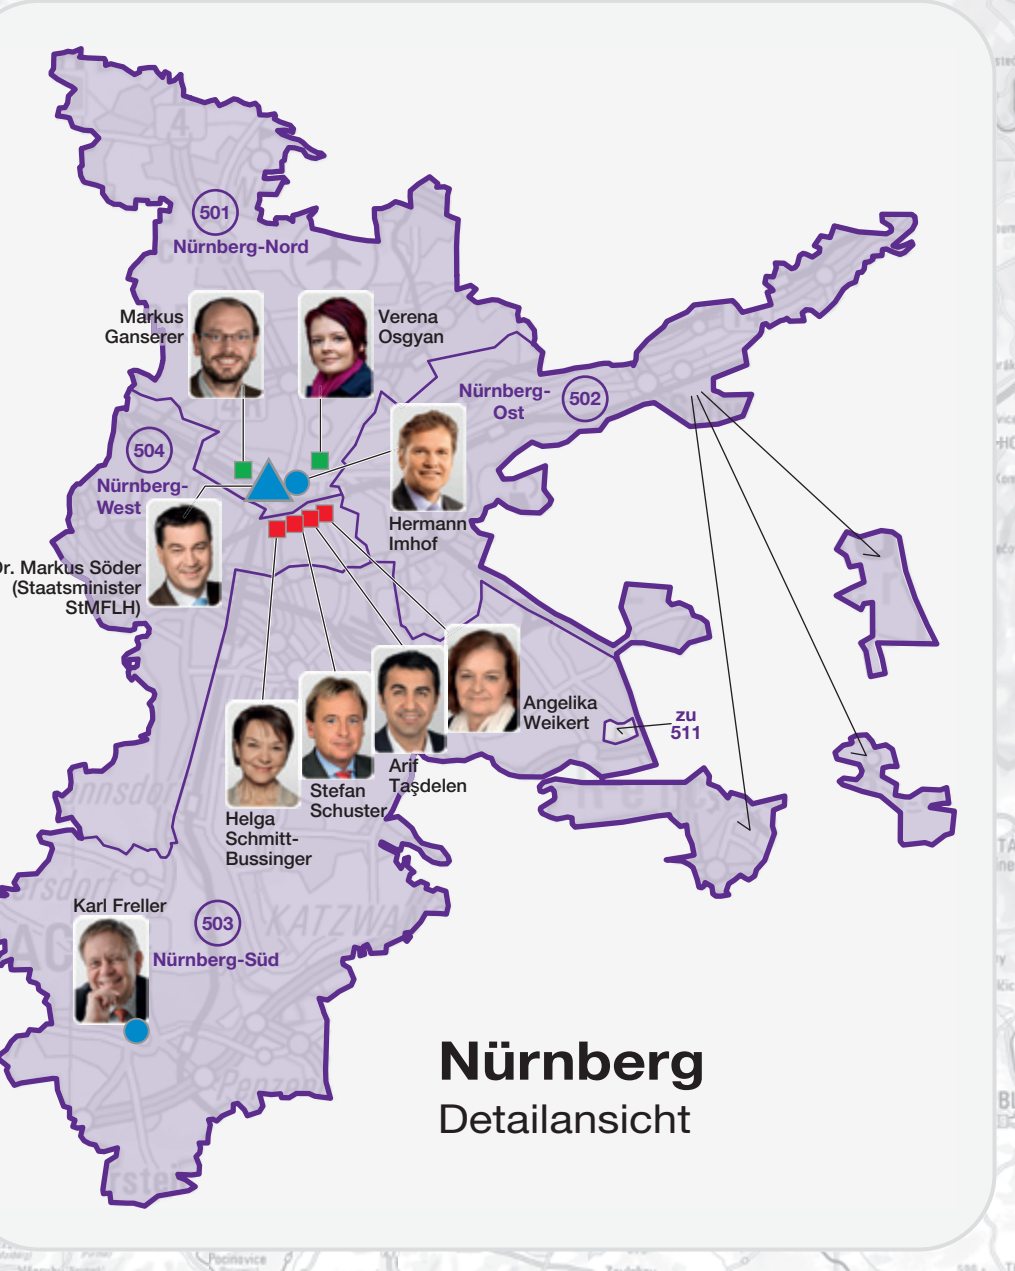 501
Nürnberg-Nord
Markus
Ganserer
Verena
Osgyan
Nürnberg-
Ost
502
504
Nürnberg-
West
Hermann
Imhof
Dr. Markus Söder
(Staatsminister
StMFLH)
Angelika
Weikert
zu
511
Arif
Taşdelen
Stefan
Schuster
Helga
Schmitt-
Bussinger
Karl Freller
503
Nürnberg-Süd
KATZWA
Nürnberg
Detailansicht
Pocinovice